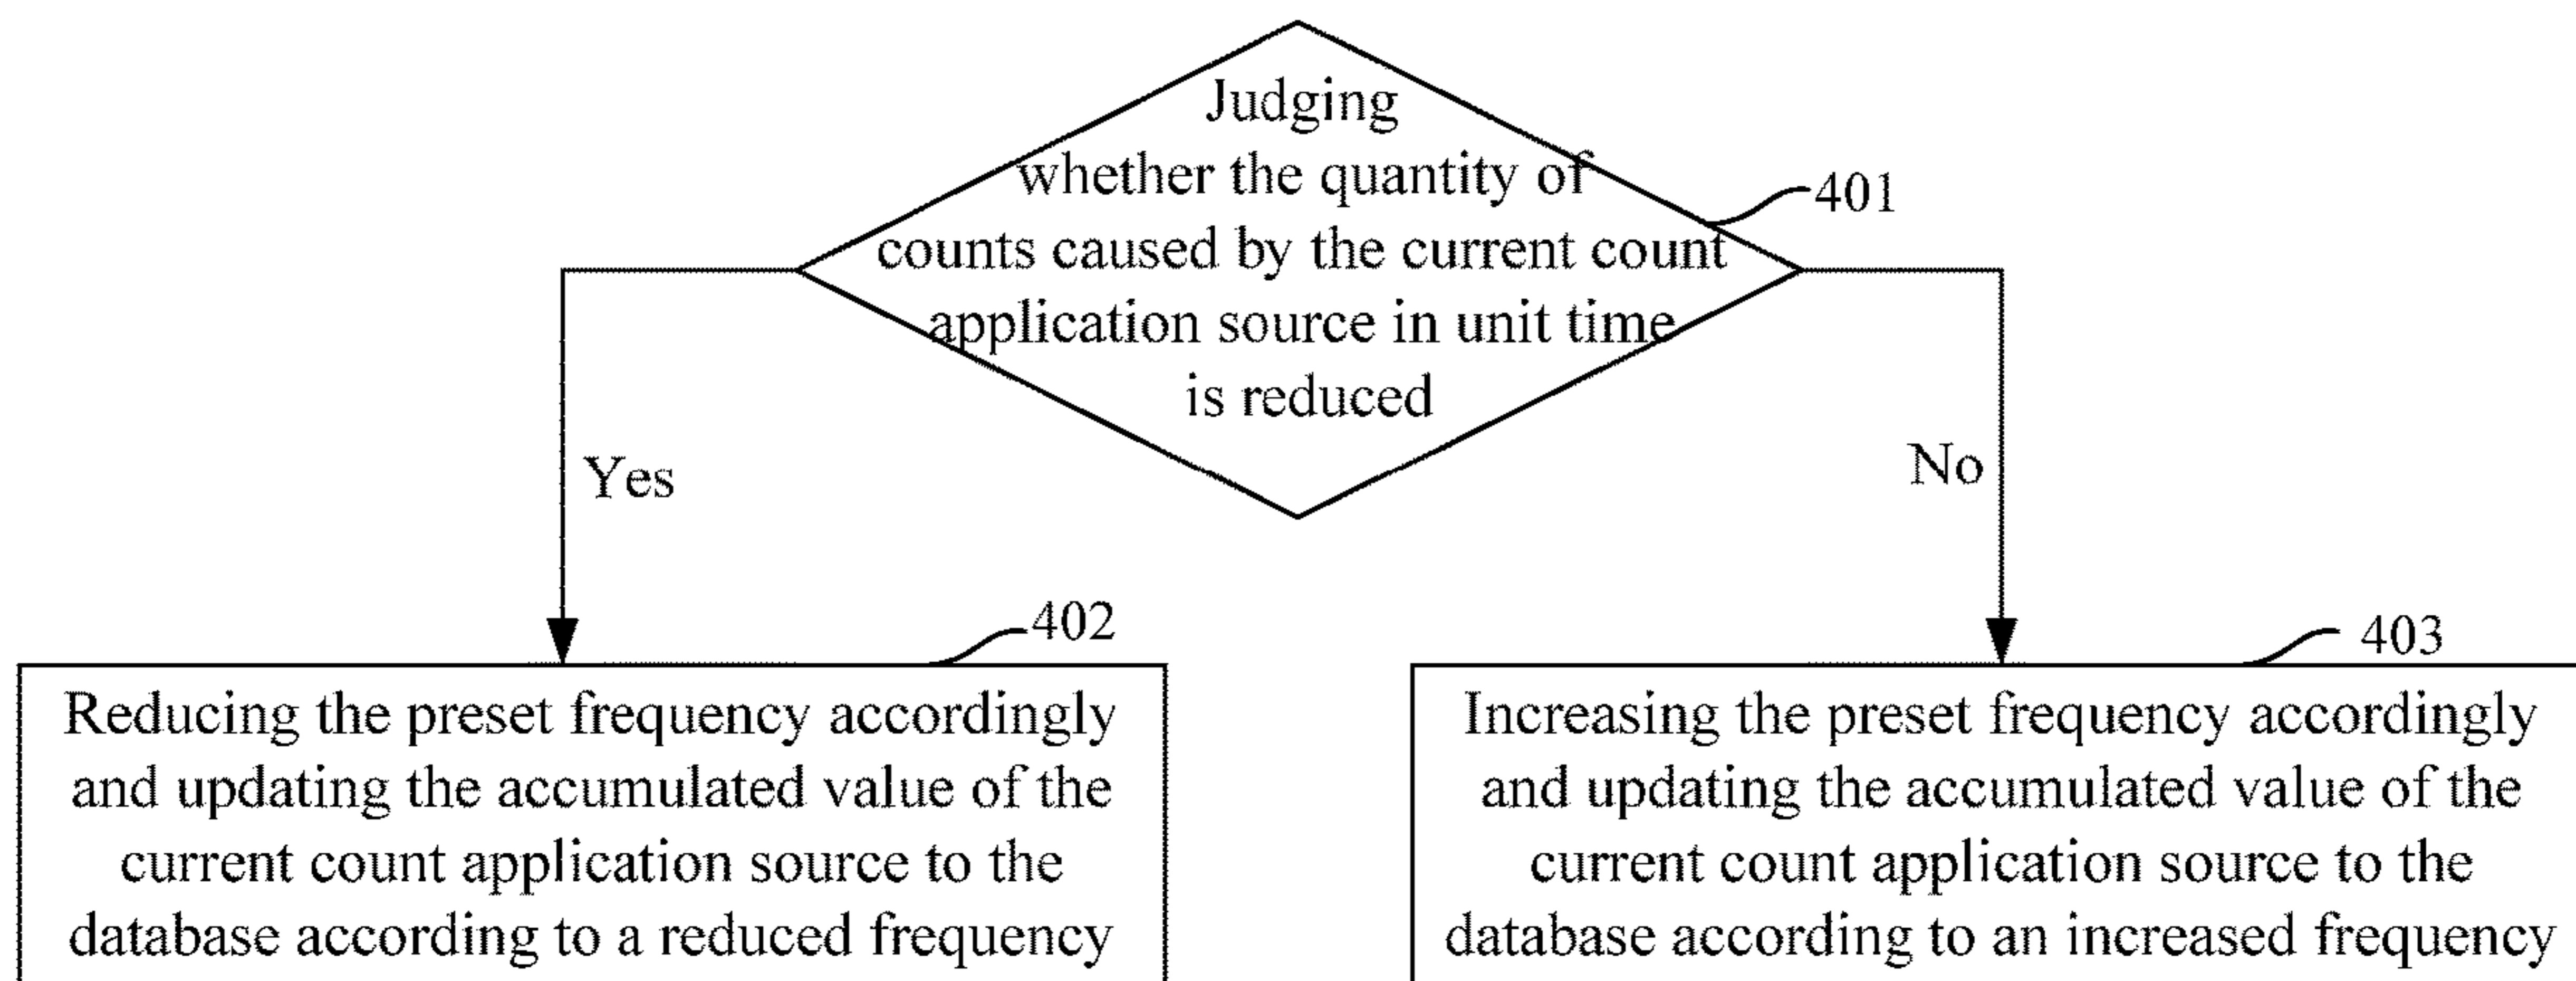 Judging
whether the quantity of
counts caused by the current count
application source in unit time
is reduced
401
Yes
No
402
Reducing the preset frequency accordingly
and updating the accumulated value of the
current count application source to the
database according to a reduced frequency
403
Increasing the preset frequency accordingly
and updating the accumulated value of the
current count application source to the
database according to an increased frequency